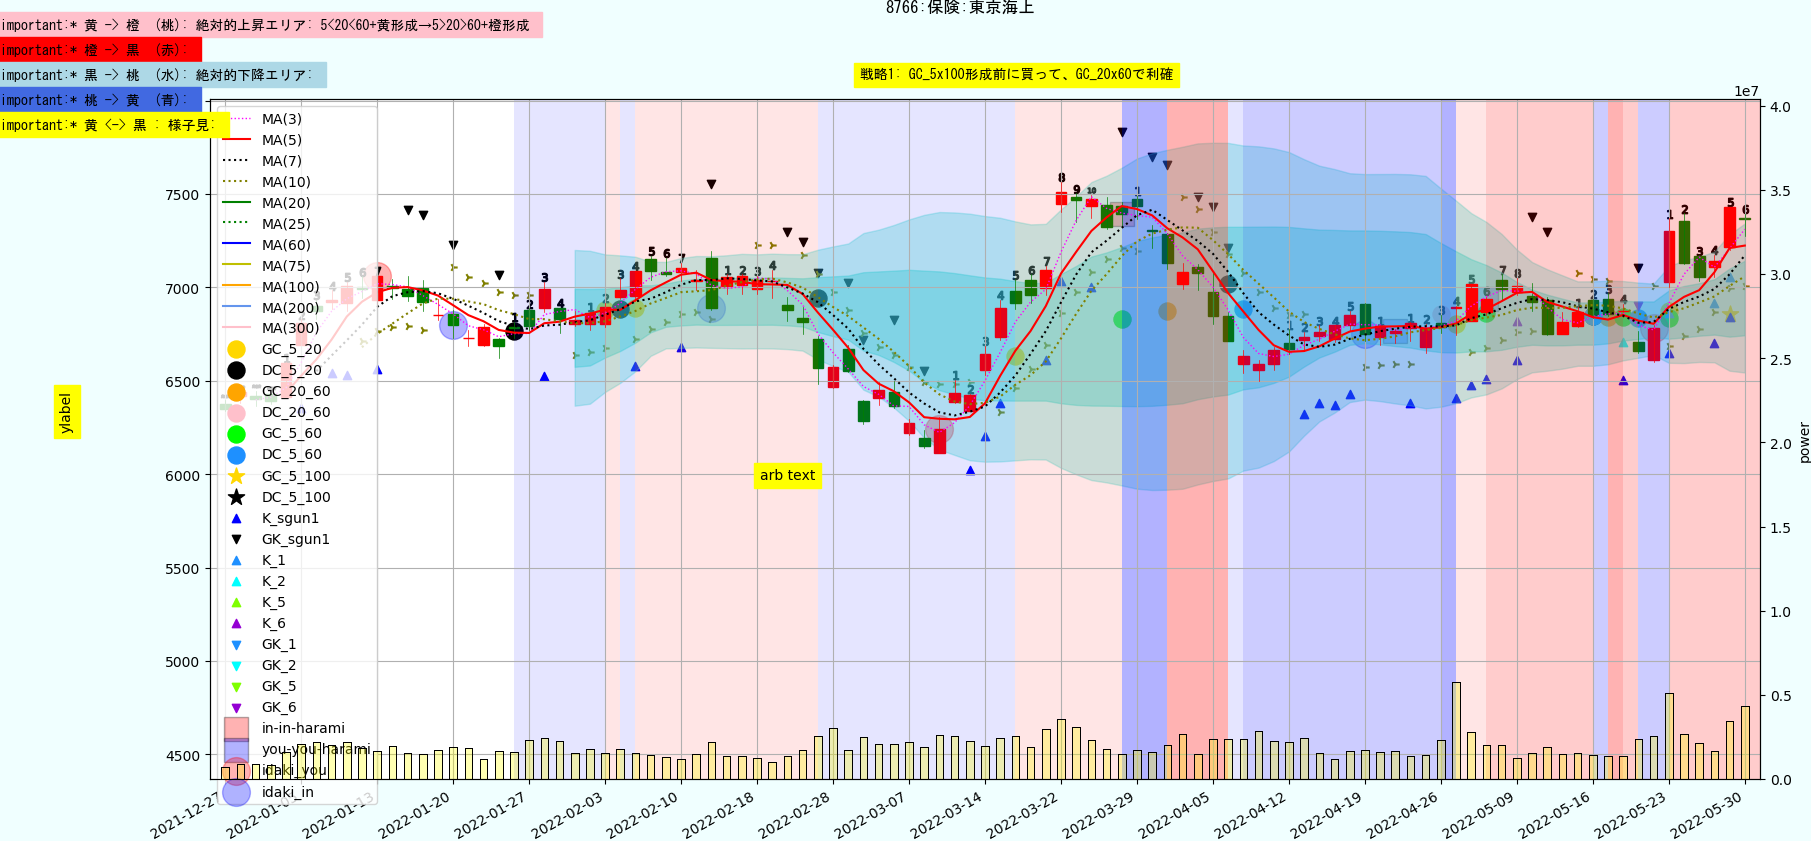 8766:保険:東京海上
important:* 黄 -> 橙 (桃): 絶対的上昇エリア: 5<20<60+黄形成→5>20>60+橙形成
important:* 橙 -> 黒 (赤):
important:* 黒 -> 桃 (水): 絶対的下降エリア:
戦略1: GC_5x100形成前に買って、GC_20x60で利確
important:* 桃 -> 黄 (青):
important:* 黄 <-> 黒 : 様子見:
1e7
MA(3)
MA(5)
MA(7)
MA(10)
MA(20)
MA(25)
MA(60)
MA(75)
MA(100)
MA(200)
MA(300)
GC_5_20
DC_5_20
GC_20_60
DC_20_60
GC_5_60
DC_5_60
GC_5_100
DC_5_100
K_sgun1
GK_sgun1
K_1
K_2
K_5
K_6
GK_1
GK_2
GK_5
GK_6
in-in-harami
you-you-harami
idaki_you
idaki_in
7500
7000
6500
6000
5500
5000
4500
ylabel
arb text
4.0
3.5
3.0
2.5
2.0
1.5
1.0
0.5
0.0
power
2021-12-27
2022-01-13
2022-01-20
2022-01-27
2022-02-03
2022-02-10
2022-02-18
2022-02-28
2022-03-07
2022-03-14
2022-03-22
2022-03-29
2022-04-05
2022-04-12
2022-04-19
2022-04-26
2022-05-09
2022-05-16
2022-05-23
2022-05-30